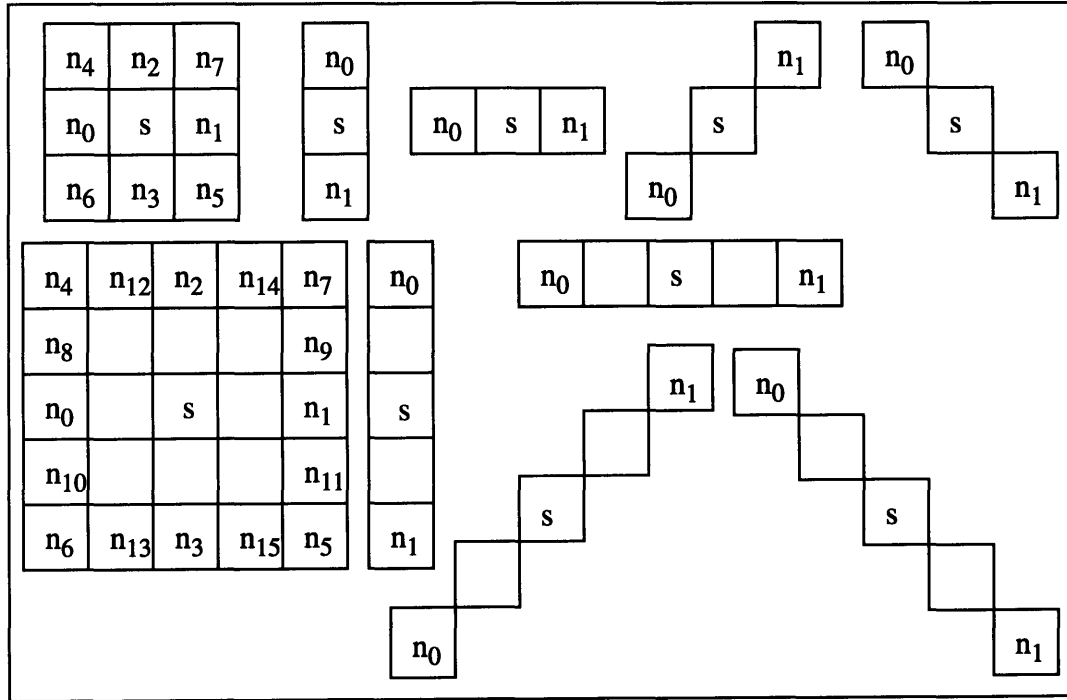 n₄ n₂ n₇
n₀ s n₁
n₆ n₃ n₅
n₀
s
n₁
n₀ s n₁
n₁
s
n₀
n₀
s
n₁
n₄ n₁₂ n₂ n₁₄ n₇
n₈ n₉
n₀ s n₁
n₁₀ n₁₁
n₆ n₁₃ n₃ n₁₅ n₅
n₀
s
n₁
n₀ s n₁
n₁
s
n₀
n₀
s
n₁